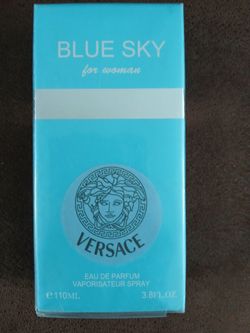 BLUE SKY
for woman
VERSACE
EAU DE PARFUM
VAPORISATEUR SPRAY
℮110ML 3.8FL.OZ